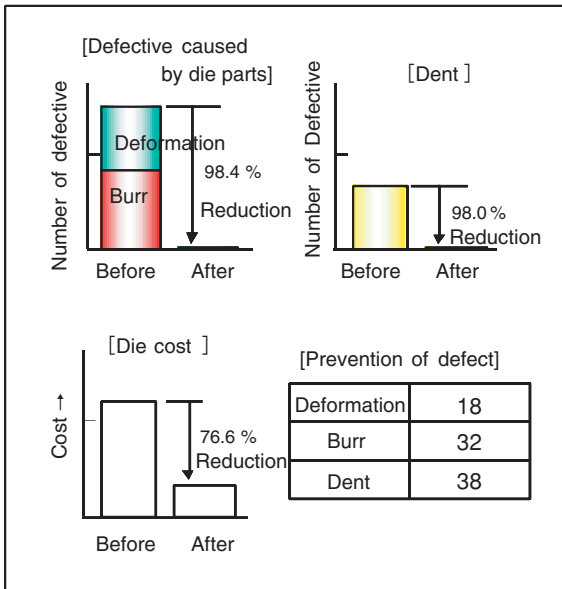 [Defective caused
by die parts]
Number of defective
Deformation
Burr
98.4 %
Reduction
Before After
[Dent]
Number of Defective
98.0 %
Reduction
Before After
[Die cost ]
Cost →
76.6 %
Reduction
Before After
[Prevention of defect]
Deformation 18
Burr 32
Dent 38